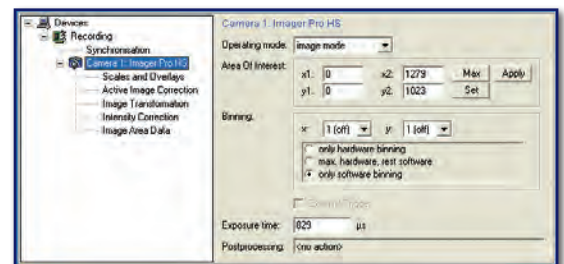 Devices
Recording
Synchronisation
Camera 1: Imager Pro HS
Scales and Overlays
Active Image Correction
Image Transformation
Intensity Correction
Image Area Data
Camera 1: Imager Pro HS
Operating mode: image mode
Area Of Interest:
x1: 0 x2: 1279 Max Apply
y1: 0 y2: 1023 Set
Binning:
x: 1 (off) y: 1 (off)
only hardware binning
max. hardware, rest software
only software binning
Exposure time: 829 µs
Postprocessing: <no action>